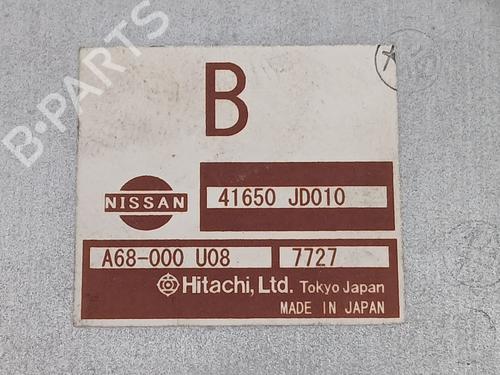 B·PARTS
B
NISSAN
41650 JD010
A68-000 U08 7727
Hitachi, Ltd. Tokyo Japan
MADE IN JAPAN